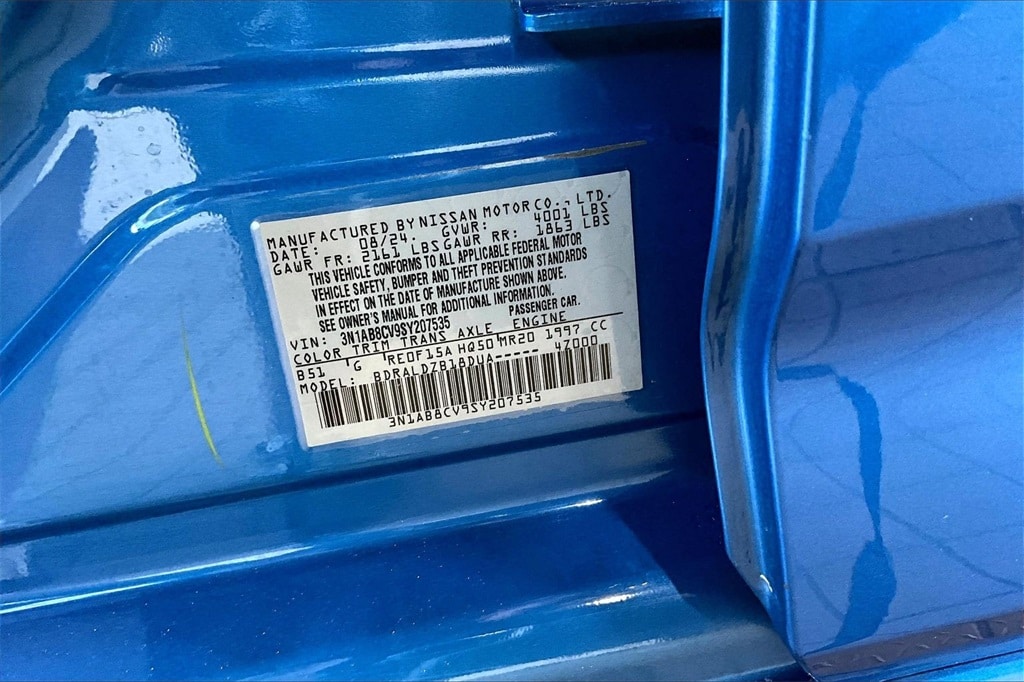 MANUFACTURED BY NISSAN MOTOR CO., LTD.
DATE: 08/24. GVWR: 4001 LBS
GAWR FR: 2161 LBS GAWR RR: 1863 LBS
THIS VEHICLE CONFORMS TO ALL APPLICABLE FEDERAL MOTOR
VEHICLE SAFETY, BUMPER AND THEFT PREVENTION STANDARDS
IN EFFECT ON THE DATE OF MANUFACTURE SHOWN ABOVE.
SEE OWNER'S MANUAL FOR ADDITIONAL INFORMATION.
VIN: 3N1AB8CV9SY207535 PASSENGER CAR.
COLOR TRIM TRANS AXLE ENGINE
B51 'G 'RE0F15A HQ50'MR20 1997 CC
MODEL: BDRALDZB18DUA----- 47000
3N1AB8CV9SY207535